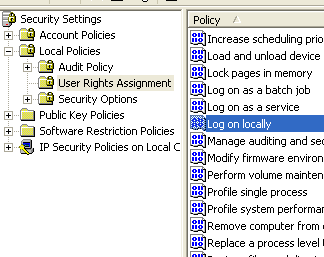 Security Settings
Account Policies
Local Policies
Audit Policy
User Rights Assignment
Security Options
Public Key Policies
Software Restriction Policies
IP Security Policies on Local C
Policy
Increase scheduling prio
Load and unload device
Lock pages in memory
Log on as a batch job
Log on as a service
Log on locally
Manage auditing and sec
Modify firmware environ
Perform volume mainten
Profile single process
Profile system performa
Remove computer from d
Replace a process level t